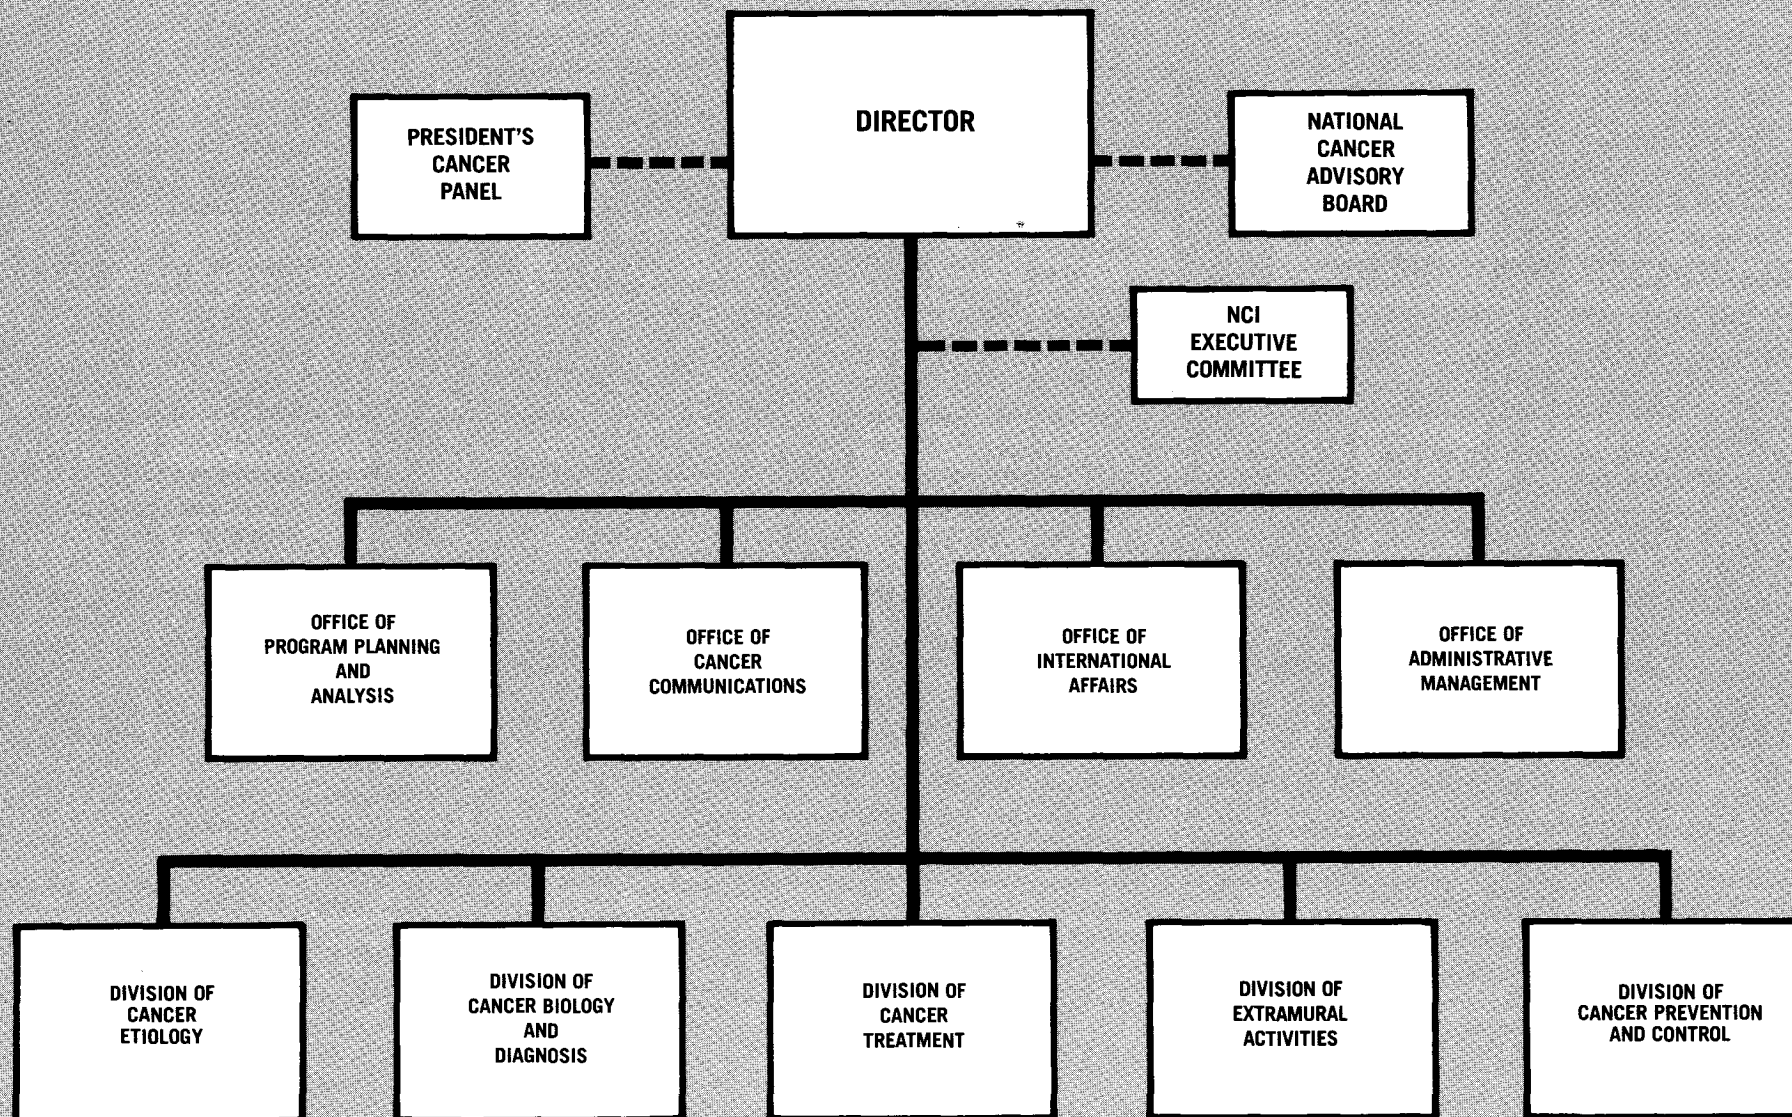 DIRECTOR
PRESIDENT'S
CANCER
PANEL
NATIONAL
CANCER
ADVISORY
BOARD
NCI
EXECUTIVE
COMMITTEE
OFFICE OF
PROGRAM PLANNING
AND
ANALYSIS
OFFICE OF
CANCER
COMMUNICATIONS
OFFICE OF
INTERNATIONAL
AFFAIRS
OFFICE OF
ADMINISTRATIVE
MANAGEMENT
DIVISION OF
CANCER
ETIOLOGY
DIVISION OF
CANCER BIOLOGY
AND
DIAGNOSIS
DIVISION OF
CANCER
TREATMENT
DIVISION OF
EXTRAMURAL
ACTIVITIES
DIVISION OF
CANCER PREVENTION
AND CONTROL